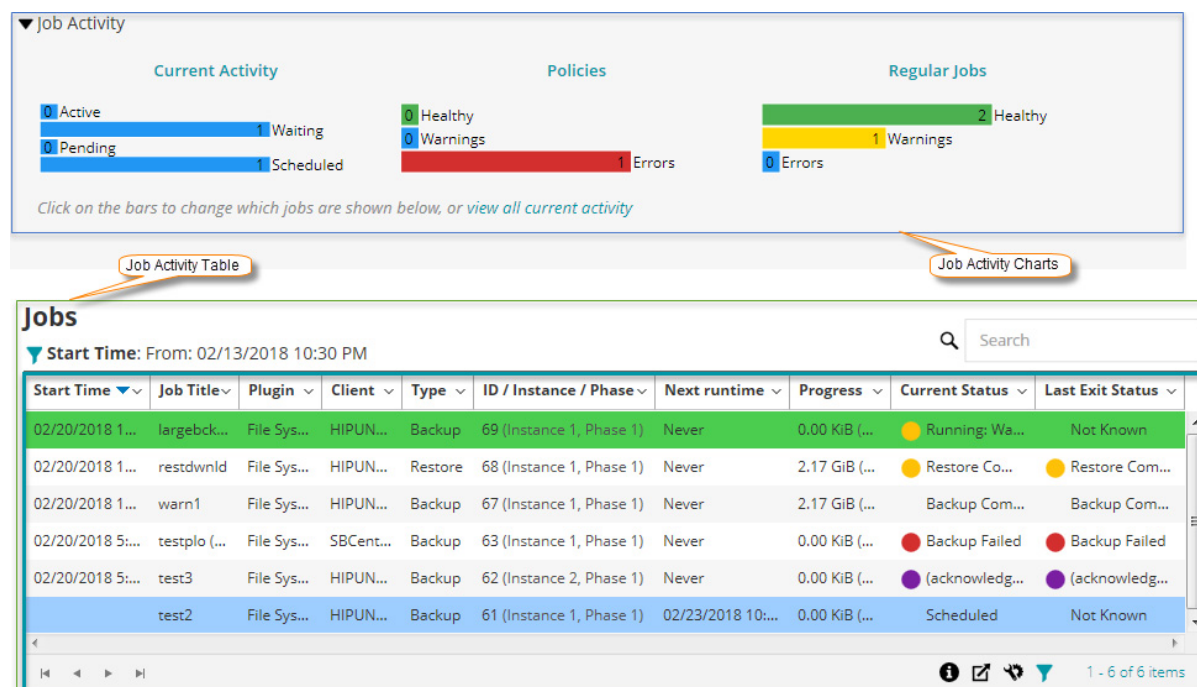 Job Activity
Current Activity Policies Regular Jobs
0 Active 0 Healthy 2 Healthy
1 Waiting 0 Warnings 1 Warnings
0 Pending 1 Errors 0 Errors
1 Scheduled
Click on the bars to change which jobs are shown below, or view all current activity
Job Activity Table Job Activity Charts
Jobs
Search
Start Time: From: 02/13/2018 10:30 PM
Start Time Job Title Plugin Client Type ID / Instance / Phase Next runtime Progress Current Status Last Exit Status
02/20/2018 1... largebck... File Sys... HIPUN... Backup 69 (Instance 1, Phase 1) Never 0.00 KiB (... Running: Wa... Not Known
02/20/2018 1... restdwnld File Sys... HIPUN... Restore 68 (Instance 1, Phase 1) Never 2.17 GiB (... Restore Co... Restore Com...
02/20/2018 1... warn1 File Sys... HIPUN... Backup 67 (Instance 1, Phase 1) Never 2.17 GiB (... Backup Com... Backup Com...
02/20/2018 5:... testplo (... File Sys... SBCent... Backup 63 (Instance 1, Phase 1) Never 0.00 KiB (... Backup Failed Backup Failed
02/20/2018 5:... test3 File Sys... HIPUN... Backup 62 (Instance 2, Phase 1) Never 0.00 KiB (... (acknowledg... (acknowledg...
test2 File Sys... HIPUN... Backup 61 (Instance 1, Phase 1) 02/23/2018 10:... 0.00 KiB (... Scheduled Not Known
1 - 6 of 6 items